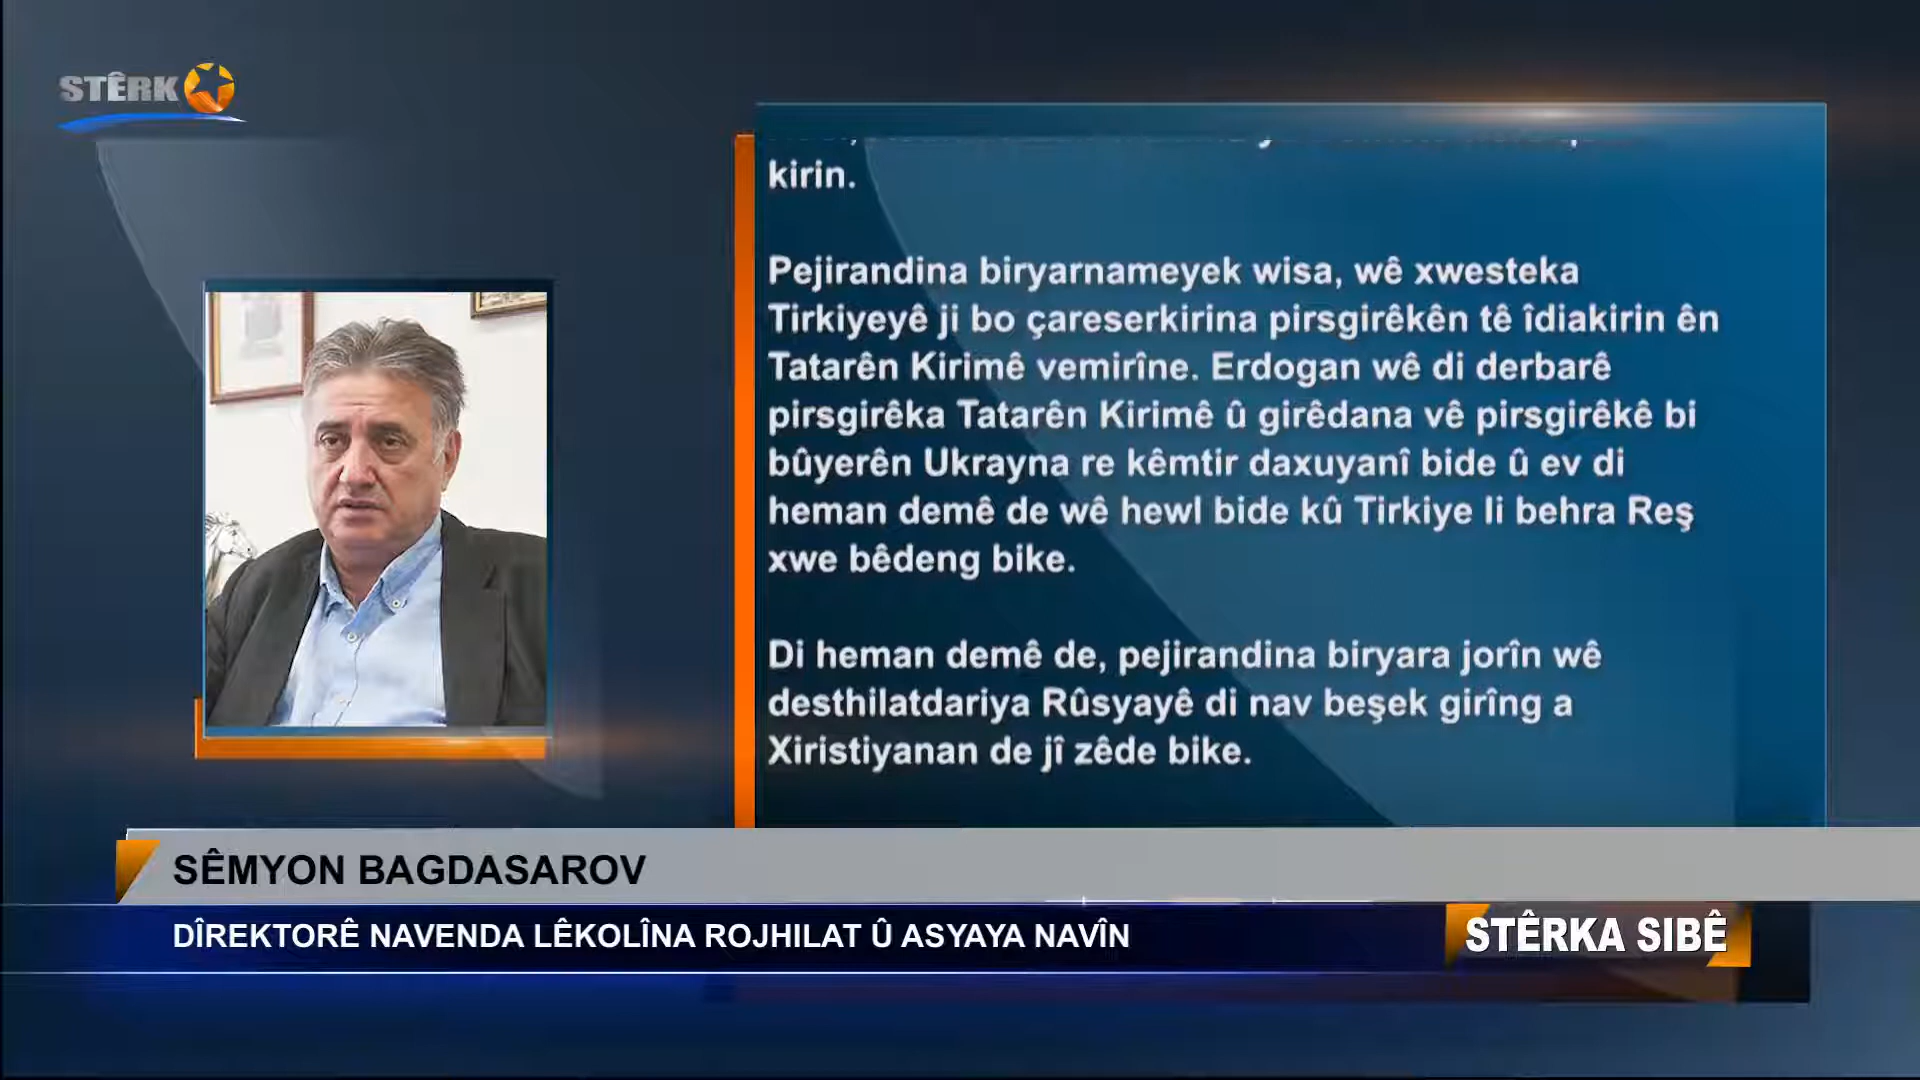 STÊRK
kirin.
Pejirandina biryarnameyek wisa, wê xwesteka
Tirkiyeyê ji bo çareserkirina pirsgirêkên tê îdiakirin ên
Tatarên Kirimê vemirîne. Erdogan wê di derbarê
pirsgirêka Tatarên Kirimê û girêdana vê pirsgirêkê bi
bûyerên Ukrayna re kêmtir daxuyanî bide û ev di
heman demê de wê hewl bide kû Tirkiye li behra Reş
xwe bêdeng bike.
Di heman demê de, pejirandina biryara jorîn wê
desthilatdariya Rûsyayê di nav beşek girîng a
Xiristiyanan de jî zêde bike.
SÊMYON BAGDASAROV
DÎREKTORÊ NAVENDA LÊKOLÎNA ROJHILAT Û ASYAYA NAVÎN
STÊRKA SIBÊ